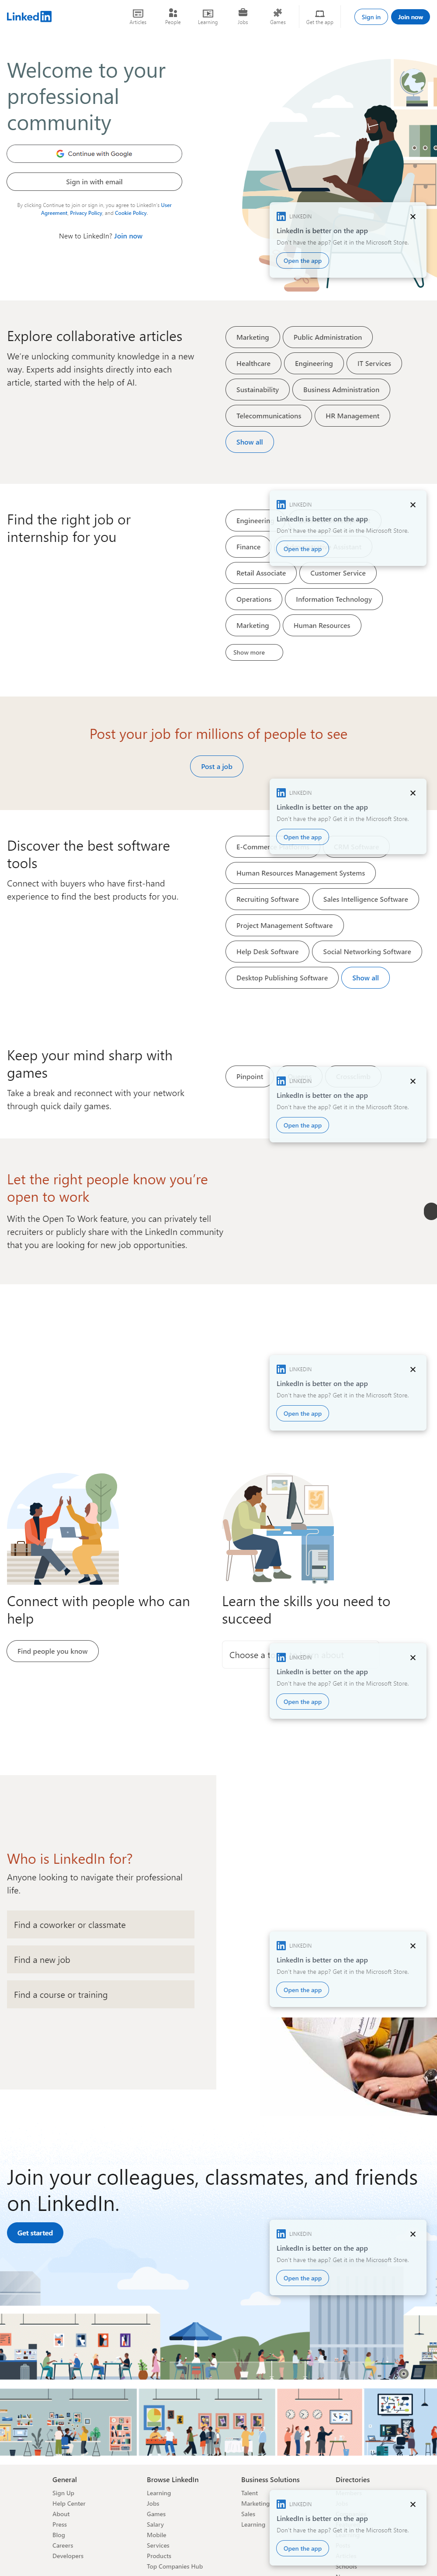 LinkedIn
Articles
People
Learning
Jobs
Games
Get the app
Sign in
Join now
Welcome to your
professional
community
Continue with Google
Sign in with email
By clicking Continue to join or sign in, you agree to LinkedIn's User
Agreement, Privacy Policy, and Cookie Policy.
New to LinkedIn? Join now
LINKEDIN
LinkedIn is better on the app
Don't have the app? Get it in the Microsoft Store.
Open the app
Explore collaborative articles
We're unlocking community knowledge in a new
way. Experts add insights directly into each
article, started with the help of AI.
Marketing
Public Administration
Healthcare
Engineering
IT Services
Sustainability
Business Administration
Telecommunications
HR Management
Show all
Find the right job or
internship for you
LINKEDIN
LinkedIn is better on the app
Don't have the app? Get it in the Microsoft Store.
Open the app
Finance
Retail Associate
Customer Service
Operations
Information Technology
Marketing
Human Resources
Show more
Post your job for millions of people to see
Post a job
LINKEDIN
LinkedIn is better on the app
Don't have the app? Get it in the Microsoft Store.
Open the app
Discover the best software
tools
Connect with buyers who have first-hand
experience to find the best products for you.
Human Resources Management Systems
Recruiting Software
Sales Intelligence Software
Project Management Software
Help Desk Software
Social Networking Software
Desktop Publishing Software
Show all
Keep your mind sharp with
games
Take a break and reconnect with your network
through quick daily games.
Pinpoint
LINKEDIN
LinkedIn is better on the app
Don't have the app? Get it in the Microsoft Store.
Open the app
Let the right people know you're
open to work
With the Open To Work feature, you can privately tell
recruiters or publicly share with the LinkedIn community
that you are looking for new job opportunities.
LINKEDIN
LinkedIn is better on the app
Don't have the app? Get it in the Microsoft Store.
Open the app
Connect with people who can
help
Find people you know
Learn the skills you need to
succeed
Choose a
LINKEDIN
LinkedIn is better on the app
Don't have the app? Get it in the Microsoft Store.
Open the app
Who is LinkedIn for?
Anyone looking to navigate their professional
life.
Find a coworker or classmate
Find a new job
Find a course or training
LINKEDIN
LinkedIn is better on the app
Don't have the app? Get it in the Microsoft Store.
Open the app
Join your colleagues, classmates, and friends
on LinkedIn.
Get started
LINKEDIN
LinkedIn is better on the app
Don't have the app? Get it in the Microsoft Store.
Open the app
General
Sign Up
Help Center
About
Press
Blog
Careers
Developers
Browse LinkedIn
Learning
Jobs
Games
Salary
Mobile
Services
Products
Top Companies Hub
Business Solutions
Talent
Marketing
Sales
Learning
Directories
LINKEDIN
LinkedIn is better on the app
Don't have the app? Get it in the Microsoft Store.
Open the app
Schools